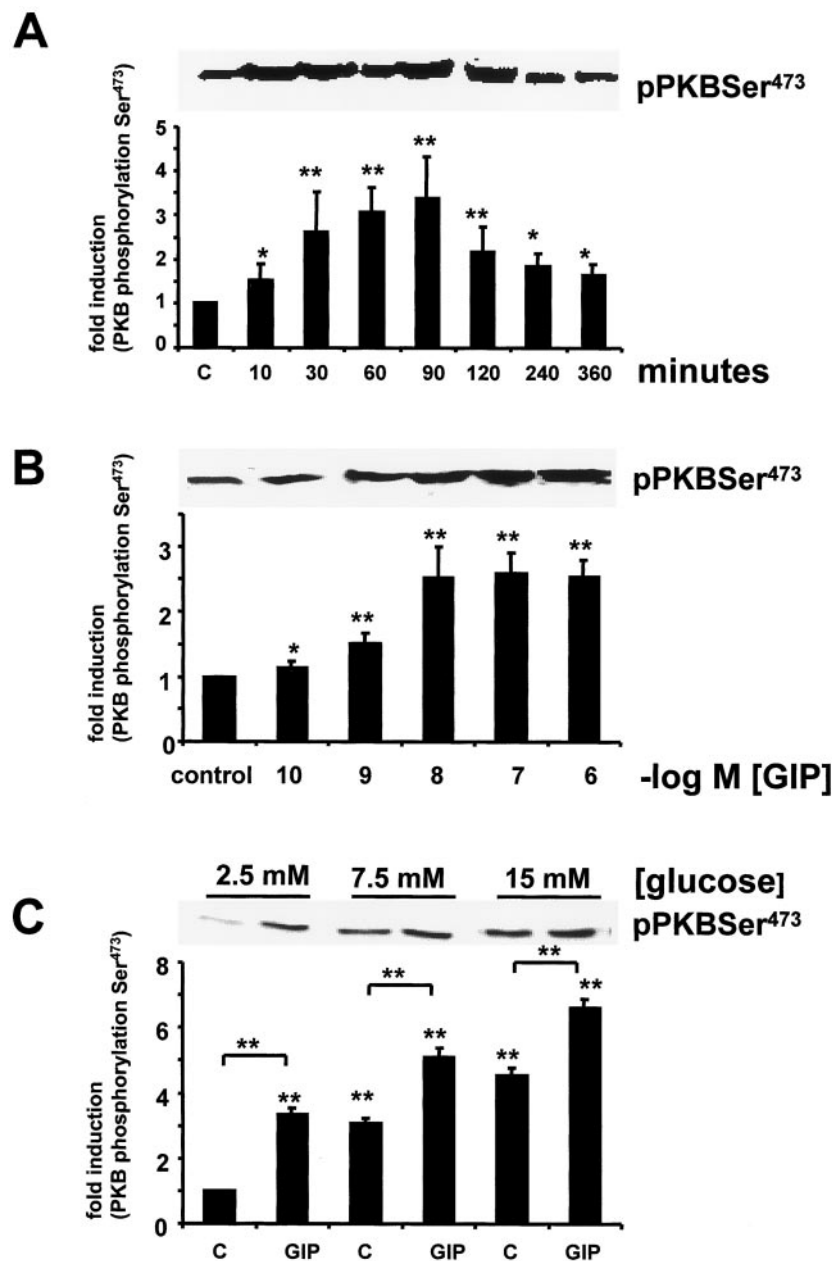 A
pPKBSer473
fold induction
(PKB phosphorylation Ser473)
5
4
3
2
1
0
*
**
**
**
**
*
*
C 10 30 60 90 120 240 360 minutes
B
pPKBSer473
fold induction
(PKB phosphorylation Ser473)
3
2
1
0
*
**
**
**
**
control 10 9 8 7 6 -log M [GIP]
C
2.5 mM 7.5 mM 15 mM [glucose]
pPKBSer473
fold induction
(PKB phosphorylation Ser473)
8
6
4
2
0
**
**
**
**
**
**
**
**
C GIP C GIP C GIP